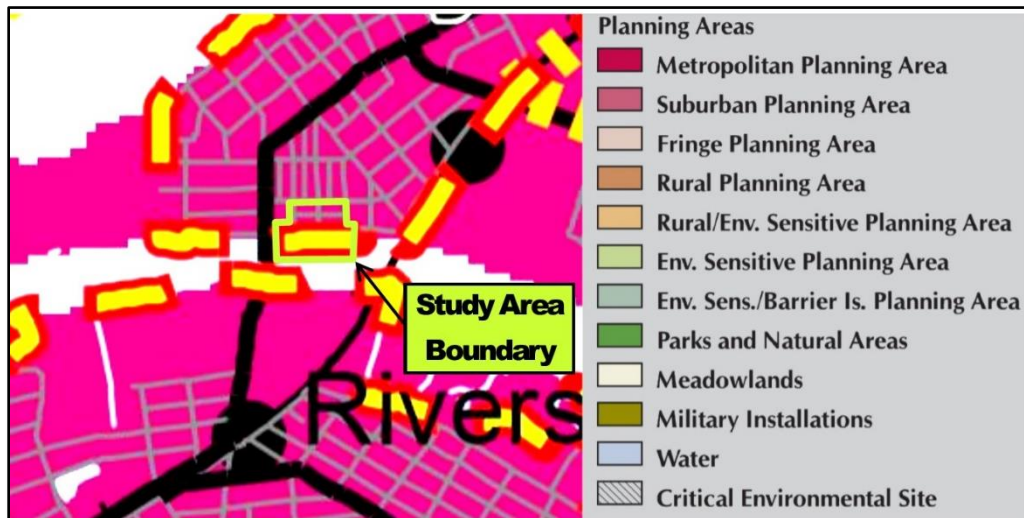 Study Area
Boundary
Rivers
Planning Areas
Metropolitan Planning Area
Suburban Planning Area
Fringe Planning Area
Rural Planning Area
Rural/Env. Sensitive Planning Area
Env. Sensitive Planning Area
Env. Sens./Barrier Is. Planning Area
Parks and Natural Areas
Meadowlands
Military Installations
Water
Critical Environmental Site